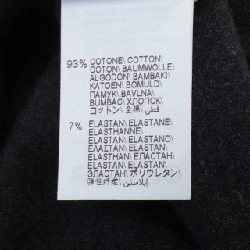 93% COTONE\ COTTON\
COTON\ BAUMWOLLE\
ALGODÓN\ BAMBAKI\
KATOEN\ BOMULD\
ПАМУК\ BAVLNA\
BUMBAC\ ХЛОПОК\
コットン\ 全棉\ قطن\
7% ELASTAN\ ELASTANE\
ELASTHANNE\
ELASTAN\ ELASTANO\
ΕΛΑΣΤΑΝ\ ELASTAN\
ELASTHAN\ ЕЛАСТАН\
ELASTAN\ ELASTAN\
ЭЛАСТАН\ ポリウレタン\
弹性纤维\ إيلاستين\